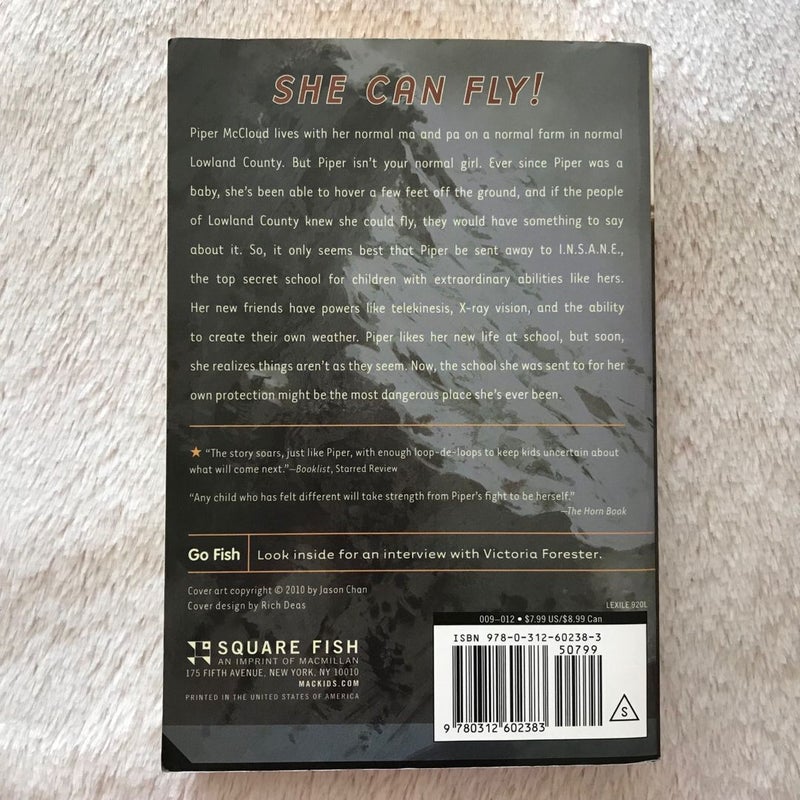 SHE CAN FLY!
Piper McCloud lives with her normal ma and pa on a normal farm in normal
Lowland County. But Piper isn't your normal girl. Ever since Piper was a
baby, she's been able to hover a few feet off the ground, and if the people
of Lowland County knew she could fly, they would have something to say
about it. So, it only seems best that Piper be sent away to I.N.S.A.N.E.,
the top secret school for children with extraordinary abilities like hers.
Her new friends have powers like telekinesis, X-ray vision, and the ability
to create their own weather. Piper likes her new life at school, but soon,
she realizes things aren't as they seem. Now, the school she was sent to for her
own protection might be the most dangerous place she's ever been.
★ "The story soars, just like Piper, with enough loop-de-loops to keep kids uncertain about
what will come next."—Booklist, Starred Review
"Any child who has felt different will take strength from Piper's fight to be herself."
—The Horn Book
Go Fish Look inside for an interview with Victoria Forester.
Cover art copyright © 2010 by Jason Chan
Cover design by Rich Deas
LEXILE 920L
SQUARE FISH
AN IMPRINT OF MACMILLAN
175 FIFTH AVENUE, NEW YORK, NY 10010
MACKIDS.COM
PRINTED IN THE UNITED STATES OF AMERICA
009–012 • $7.99 US/$8.99 Can
ISBN 978-0-312-60238-3
50799
9 780312 602383
S